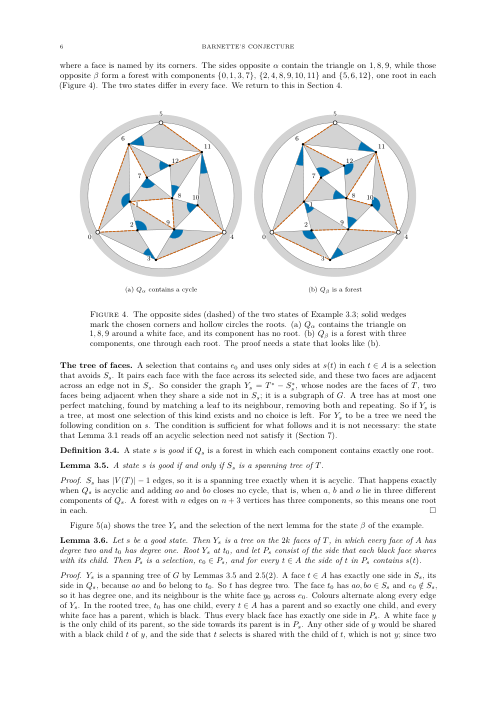 6
BARNETTE'S CONJECTURE
where a face is named by its corners. The sides opposite α contain the triangle on 1, 8, 9, while those
opposite β form a forest with components {0, 1, 3, 7}, {2, 4, 8, 9, 10, 11} and {5, 6, 12}, one root in each
(Figure 4). The two states differ in every face. We return to this in Section 4.
5
6
11
12
7
8
10
1
2
9
0
4
3
5
6
11
12
7
8
10
1
2
9
0
4
3
(a) Qα contains a cycle
(b) Qβ is a forest
Figure 4. The opposite sides (dashed) of the two states of Example 3.3; solid wedges
mark the chosen corners and hollow circles the roots. (a) Qα contains the triangle on
1, 8, 9 around a white face, and its component has no root. (b) Qβ is a forest with three
components, one through each root. The proof needs a state that looks like (b).
The tree of faces. A selection that contains e₀ and uses only sides at s(t) in each t ∈ A is a selection
that avoids Sₛ. It pairs each face with the face across its selected side, and these two faces are adjacent
across an edge not in Sₛ. So consider the graph Yₛ = T* − Sₛ*, whose nodes are the faces of T, two
faces being adjacent when they share a side not in Sₛ; it is a subgraph of G. A tree has at most one
perfect matching, found by matching a leaf to its neighbour, removing both and repeating. So if Yₛ is
a tree, at most one selection of this kind exists and no choice is left. For Yₛ to be a tree we need the
following condition on s. The condition is sufficient for what follows and it is not necessary: the state
that Lemma 3.1 reads off an acyclic selection need not satisfy it (Section 7).
Definition 3.4. A state s is good if Qₛ is a forest in which each component contains exactly one root.
Lemma 3.5. A state s is good if and only if Sₛ is a spanning tree of T.
Proof. Sₛ has |V(T)| − 1 edges, so it is a spanning tree exactly when it is acyclic. That happens exactly
when Qₛ is acyclic and adding ao and bo closes no cycle, that is, when a, b and o lie in three different
components of Qₛ. A forest with n edges on n + 3 vertices has three components, so this means one root
in each. □
Figure 5(a) shows the tree Yₛ and the selection of the next lemma for the state β of the example.
Lemma 3.6. Let s be a good state. Then Yₛ is a tree on the 2k faces of T, in which every face of A has
degree two and t₀ has degree one. Root Yₛ at t₀, and let Pₛ consist of the side that each black face shares
with its child. Then Pₛ is a selection, e₀ ∈ Pₛ, and for every t ∈ A the side of t in Pₛ contains s(t).
Proof. Yₛ is a spanning tree of G by Lemmas 3.5 and 2.5(2). A face t ∈ A has exactly one side in Sₛ, its
side in Qₛ, because ao and bo belong to t₀. So t has degree two. The face t₀ has ao, bo ∈ Sₛ and e₀ ∉ Sₛ,
so it has degree one, and its neighbour is the white face y₀ across e₀. Colours alternate along every edge
of Yₛ. In the rooted tree, t₀ has one child, every t ∈ A has a parent and so exactly one child, and every
white face has a parent, which is black. Thus every black face has exactly one side in Pₛ. A white face y
is the only child of its parent, so the side towards its parent is in Pₛ. Any other side of y would be shared
with a black child t of y, and the side that t selects is shared with the child of t, which is not y; since two